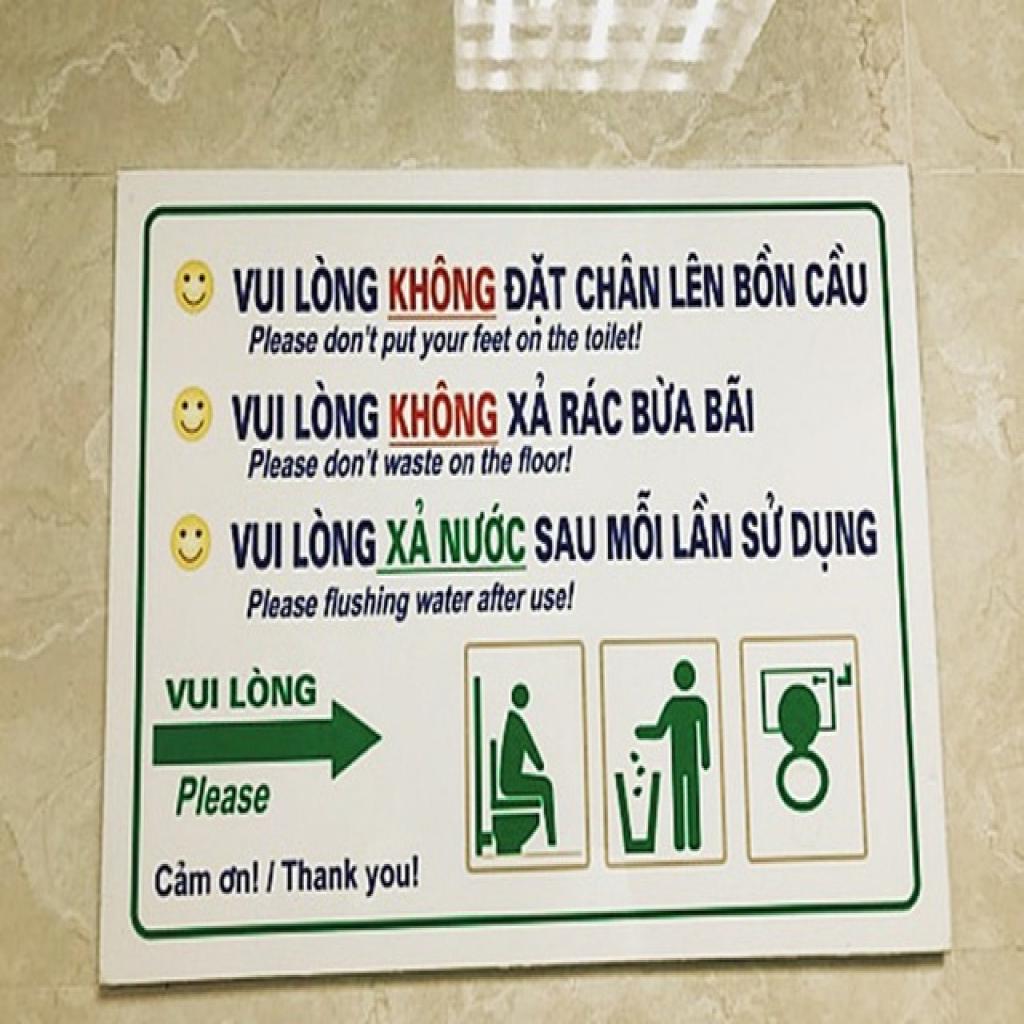 VUI LÒNG KHÔNG ĐẶT CHÂN LÊN BỒN CẦU
Please don't put your feet on the toilet!
VUI LÒNG KHÔNG XẢ RÁC BỪA BÃI
Please don't waste on the floor!
VUI LÒNG XẢ NƯỚC SAU MỖI LẦN SỬ DỤNG
Please flushing water after use!
VUI LÒNG
Please
Cảm ơn! / Thank you!